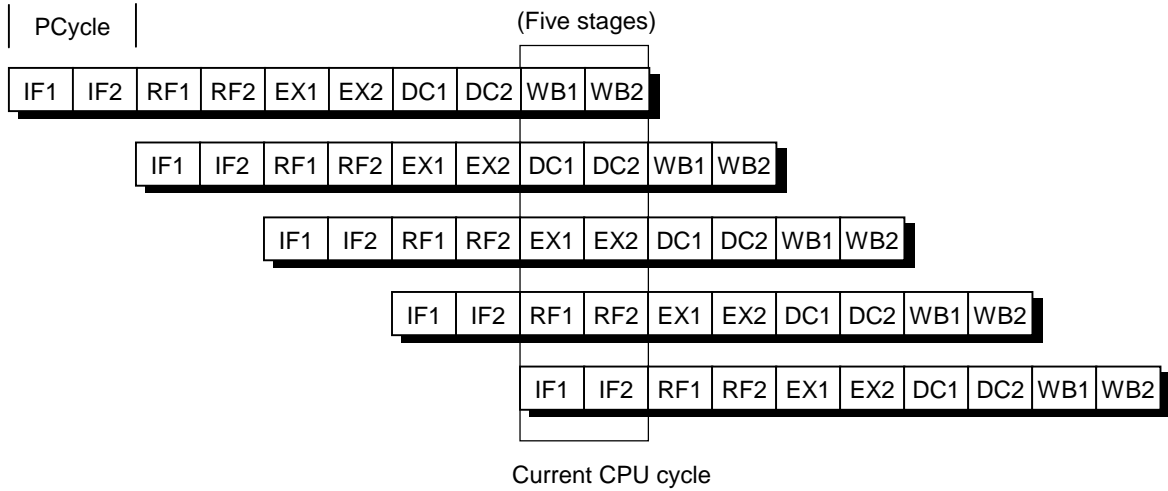 PCycle (Five stages)
IF1 IF2 RF1 RF2 EX1 EX2 DC1 DC2 WB1 WB2
IF1 IF2 RF1 RF2 EX1 EX2 DC1 DC2 WB1 WB2
IF1 IF2 RF1 RF2 EX1 EX2 DC1 DC2 WB1 WB2
IF1 IF2 RF1 RF2 EX1 EX2 DC1 DC2 WB1 WB2
IF1 IF2 RF1 RF2 EX1 EX2 DC1 DC2 WB1 WB2
Current CPU cycle